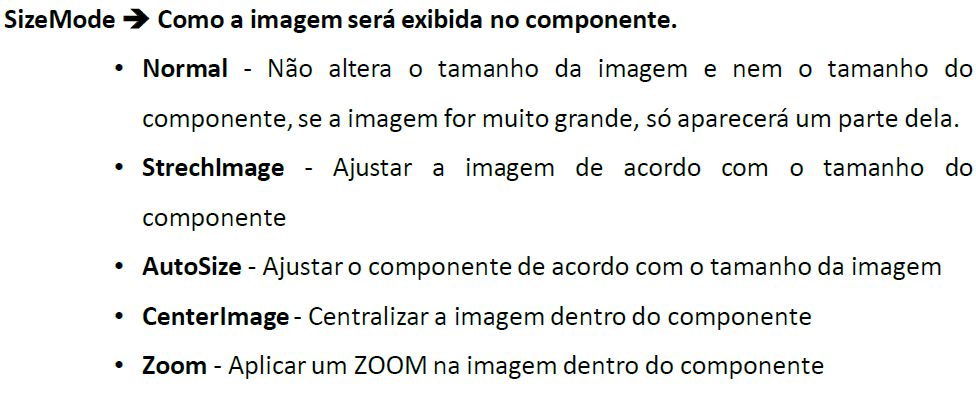 SizeMode ➔ Como a imagem será exibida no componente.
• Normal - Não altera o tamanho da imagem e nem o tamanho do
componente, se a imagem for muito grande, só aparecerá um parte dela.
• StrechImage - Ajustar a imagem de acordo com o tamanho do
componente
• AutoSize - Ajustar o componente de acordo com o tamanho da imagem
• CenterImage - Centralizar a imagem dentro do componente
• Zoom - Aplicar um ZOOM na imagem dentro do componente